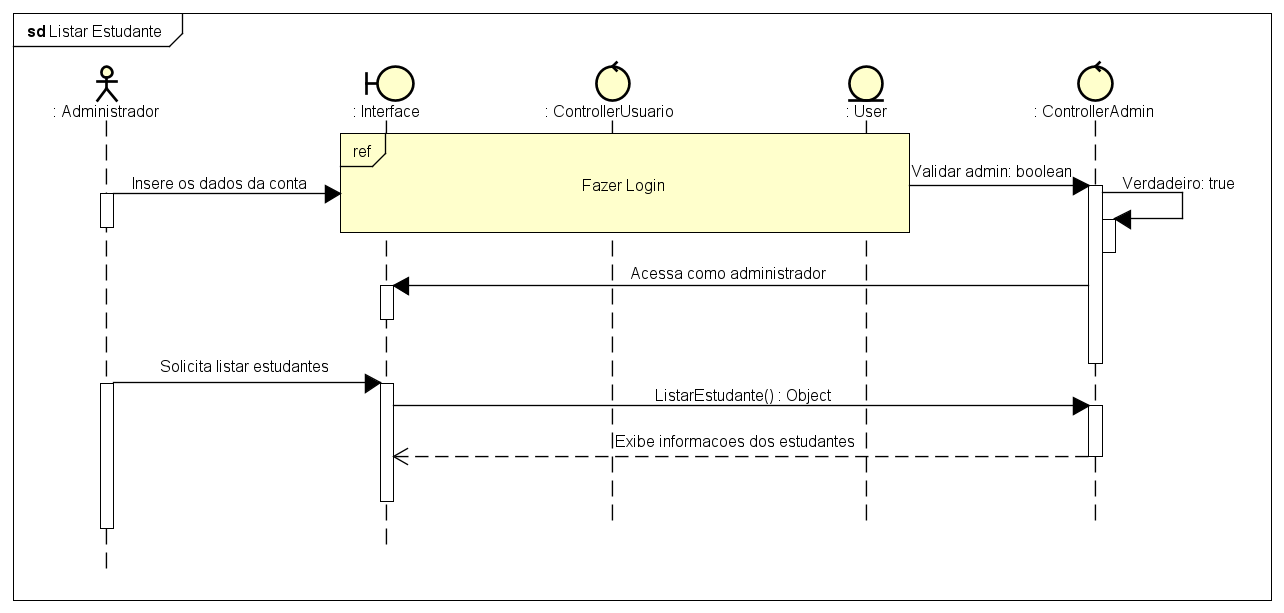 sd Listar Estudante
: Administrador
: Interface
: ControllerUsuario
: User
: ControllerAdmin
ref
Fazer Login
Insere os dados da conta
Validar admin: boolean
Verdadeiro: true
Acessa como administrador
Solicita listar estudantes
ListarEstudante() : Object
Exibe informacoes dos estudantes